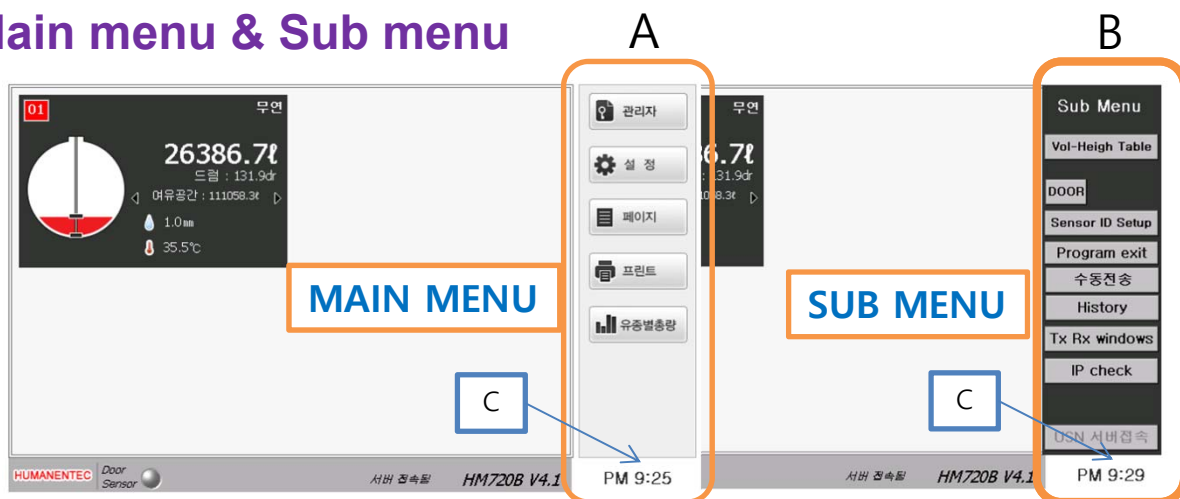 Main menu & Sub menu
A
B
01
무연
26386.7ℓ
드럼 : 131.9dr
여유공간 : 111058.3ℓ
1.0㎜
35.5℃
MAIN MENU
관리자
설 정
페이지
프린트
유종별총량
C
HUMANENTEC
Door
Sensor
서버 접속됨
HM720B V4.1
PM 9:25
무연
6.7ℓ
: 131.9dr
058.3ℓ
SUB MENU
Sub Menu
Vol-Heigh Table
DOOR
Sensor ID Setup
Program exit
수동전송
History
Tx Rx windows
IP check
USN 서버접속
C
서버 접속됨
HM720B V4.1
PM 9:29